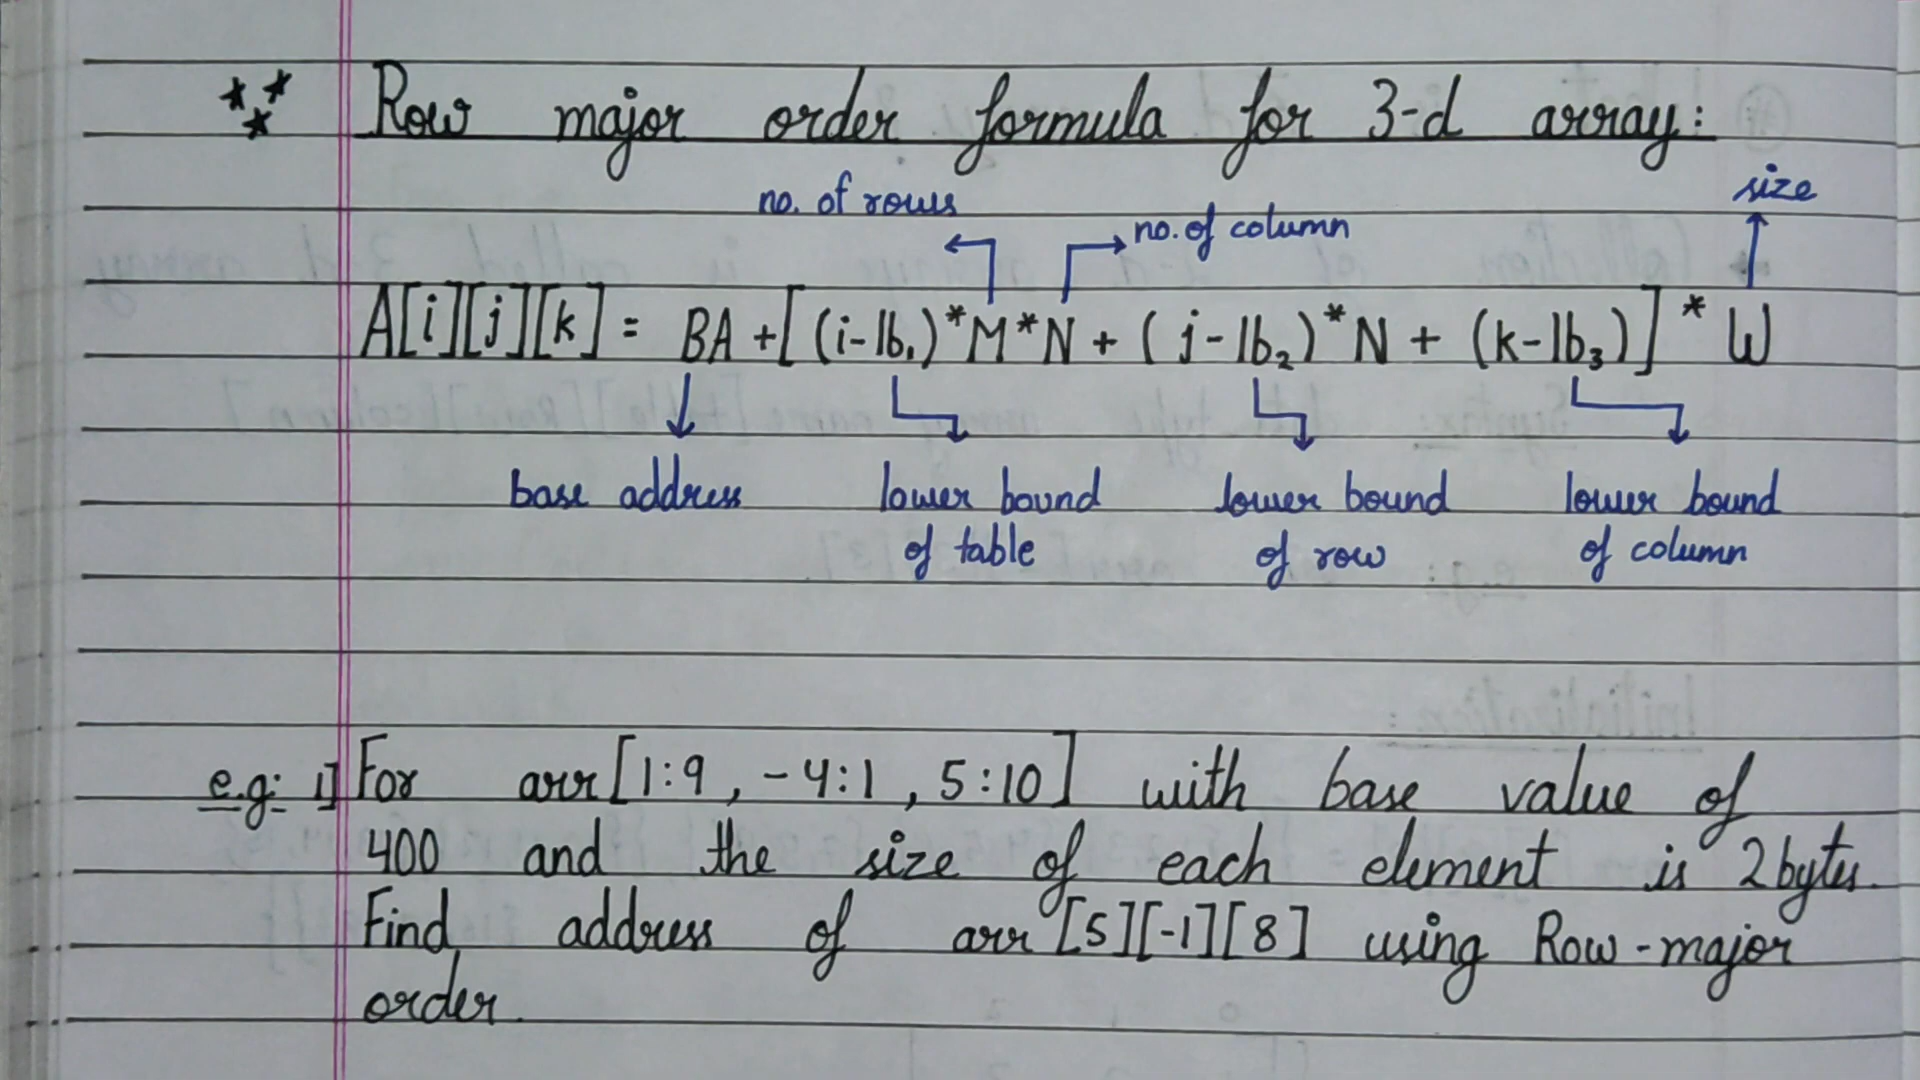 *** Row major order formula for 3-d array:
size
no. of rows
no. of column
A[i][j][k] = BA + [(i-lb₁)*M*N + (j-lb₂)*N + (k-lb₃)] * W
base address lower bound lower bound lower bound
of table of row of column
e.g: 1] For arr[1:9, -4:1, 5:10] with base value of
400 and the size of each element is 2 bytes.
Find address of arr[5][-1][8] using Row-major
order.